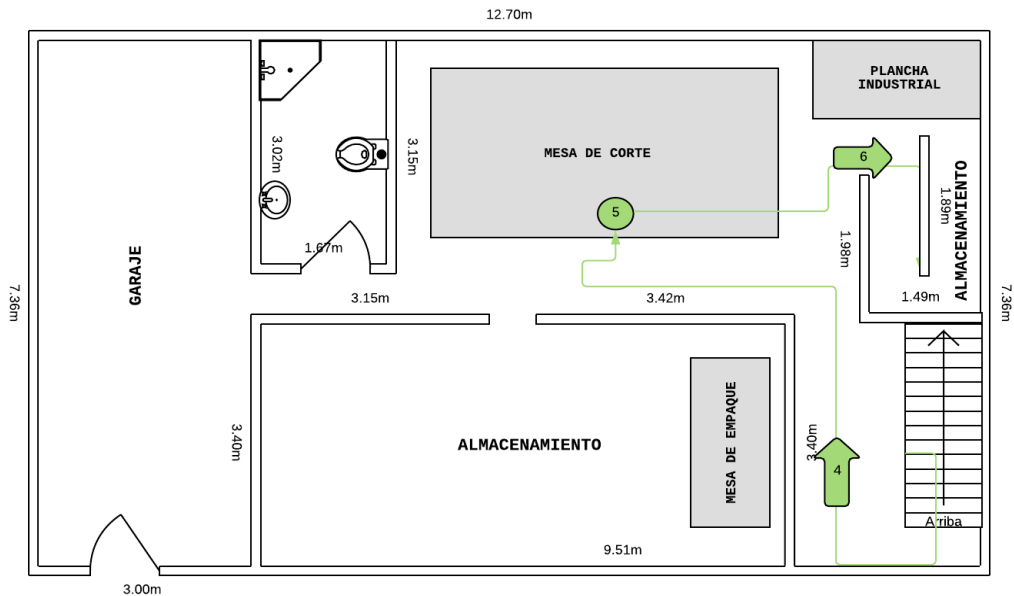 12.70m
PLANCHA
INDUSTRIAL
MESA DE CORTE
6
3.02m
3.15m
1.89m
ALMACENAMIENTO
5
1.67m
1.98m
GARAJE
7.36m
3.15m
3.42m
1.49m
7.36m
3.40m
ALMACENAMIENTO
MESA DE EMPAQUE
3.40m
4
Arriba
9.51m
3.00m